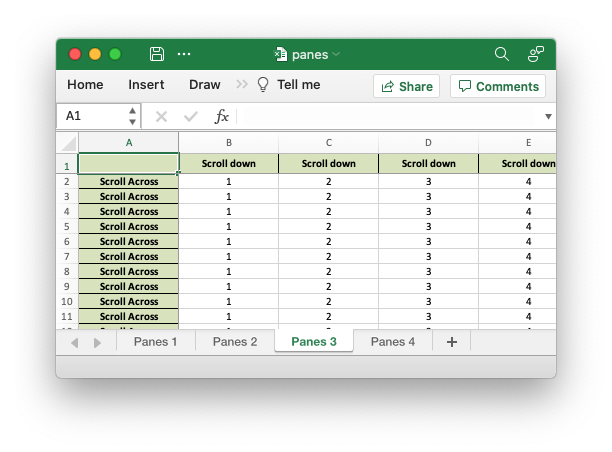 panes
Home Insert Draw Tell me Share Comments
A1 fx
A B C D E
1 Scroll down Scroll down Scroll down Scroll down
2 Scroll Across 1 2 3 4
3 Scroll Across 1 2 3 4
4 Scroll Across 1 2 3 4
5 Scroll Across 1 2 3 4
6 Scroll Across 1 2 3 4
7 Scroll Across 1 2 3 4
8 Scroll Across 1 2 3 4
9 Scroll Across 1 2 3 4
10 Scroll Across 1 2 3 4
11 Scroll Across 1 2 3 4
Panes 1 Panes 2 Panes 3 Panes 4 +